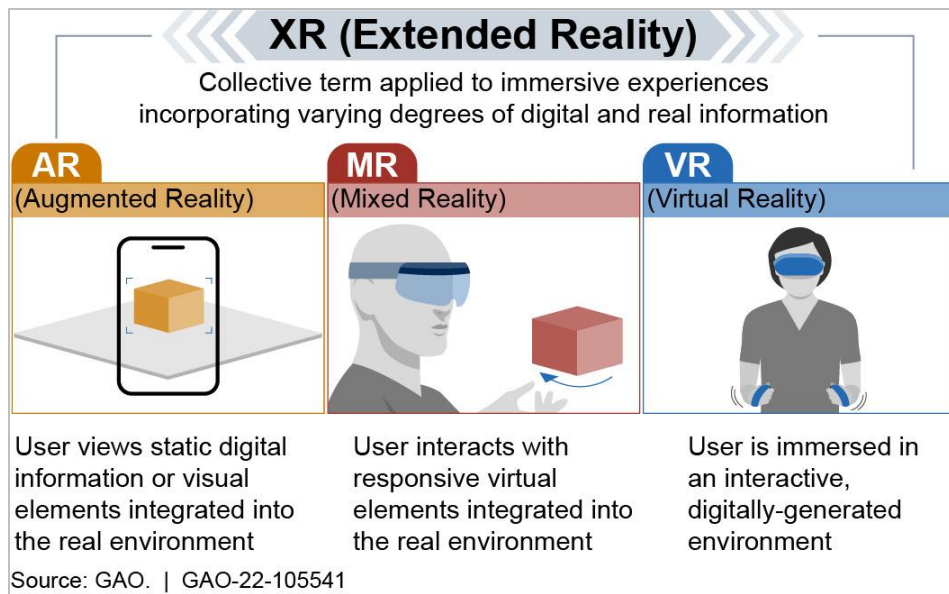 XR (Extended Reality)
Collective term applied to immersive experiences
incorporating varying degrees of digital and real information
AR
(Augmented Reality)
User views static digital
information or visual
elements integrated into
the real environment
MR
(Mixed Reality)
User interacts with
responsive virtual
elements integrated into
the real environment
VR
(Virtual Reality)
User is immersed in
an interactive,
digitally-generated
environment
Source: GAO. | GAO-22-105541